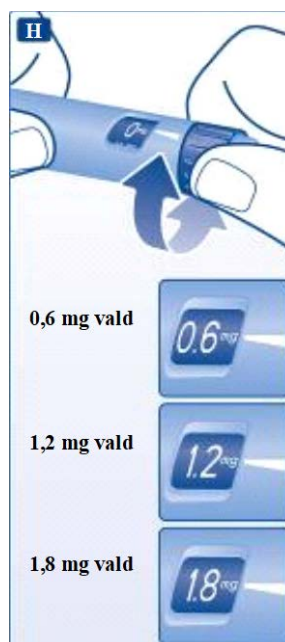 H
0mg
0,6 mg vald
0.6mg
1,2 mg vald
1.2mg
1,8 mg vald
1.8mg